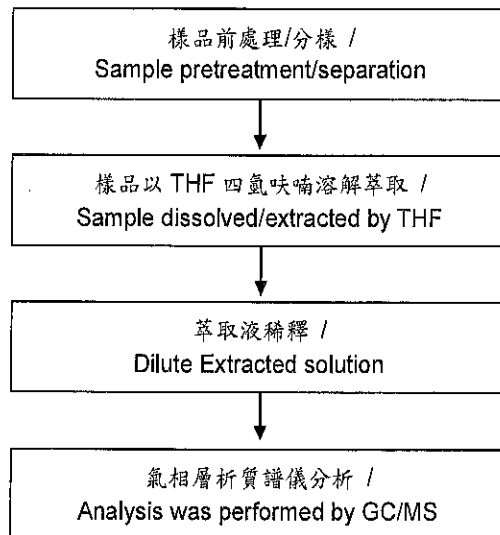 樣品前處理/分樣 /
Sample pretreatment/separation
樣品以 THF 四氫呋喃溶解萃取 /
Sample dissolved/extracted by THF
萃取液稀釋 /
Dilute Extracted solution
氣相層析質譜儀分析 /
Analysis was performed by GC/MS